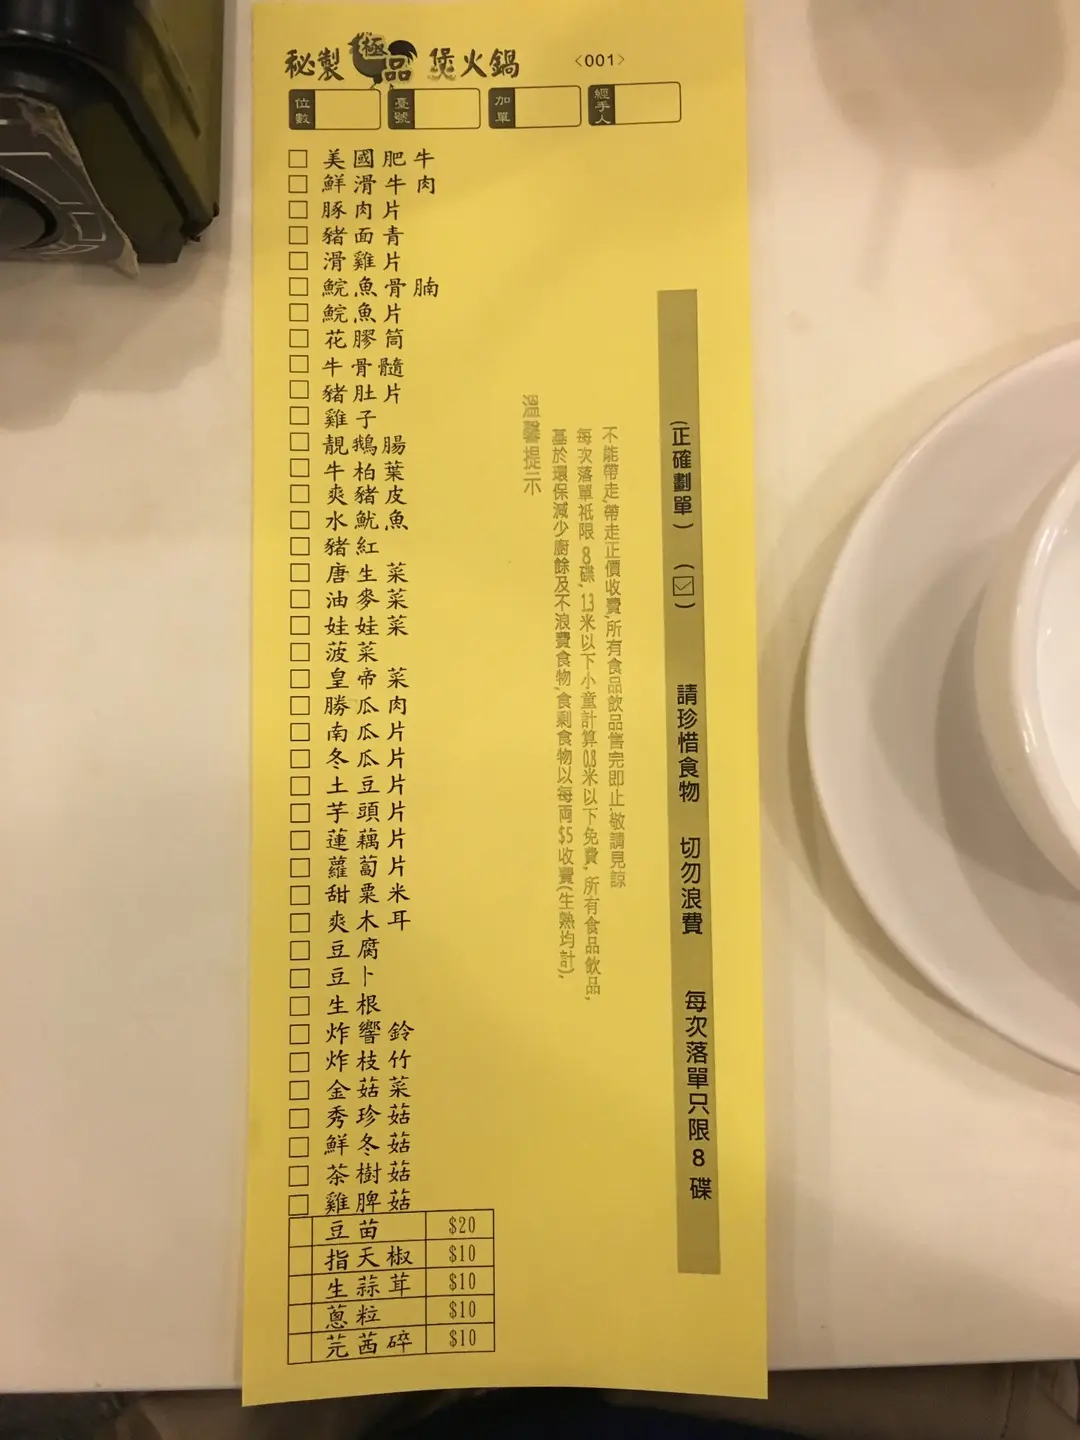 秘製極品煲火鍋 <001>
位數 臺號 加單 經手人
美國肥牛
鮮滑牛肉
豚肉片
豬面青
滑雞片
鯇魚骨腩
鯇魚片
花膠筒
牛骨髓
豬肚片
雞子
靚鵝腸
牛柏葉
爽豬皮
水魷魚
豬紅
唐生菜
油麥菜
娃娃菜
菠菜
皇帝菜
勝瓜肉
南瓜片
冬瓜片
土豆片
芋頭片
蓮藕片
蘿蔔片
甜粟米
爽木耳
豆腐
豆卜
生根
炸響鈴
炸枝竹
金菇菜
秀珍菇
鮮冬菇
茶樹菇
雞脾菇
豆苗 $20
指天椒 $10
生蒜茸 $10
蔥粒 $10
芫茜碎 $10
溫馨提示
基於環保減少廚餘及不浪費食物,食剩食物以每両$5收費(生熟均計),
每次落單祇限8碟,1.3米以下小童計算0.8米以下免費,所有食品飲品,
不能帶走,帶走正價收費,所有食品飲品售完即止,敬請見諒
(正確劃單) (☑) 請珍惜食物 切勿浪費 每次落單只限8碟